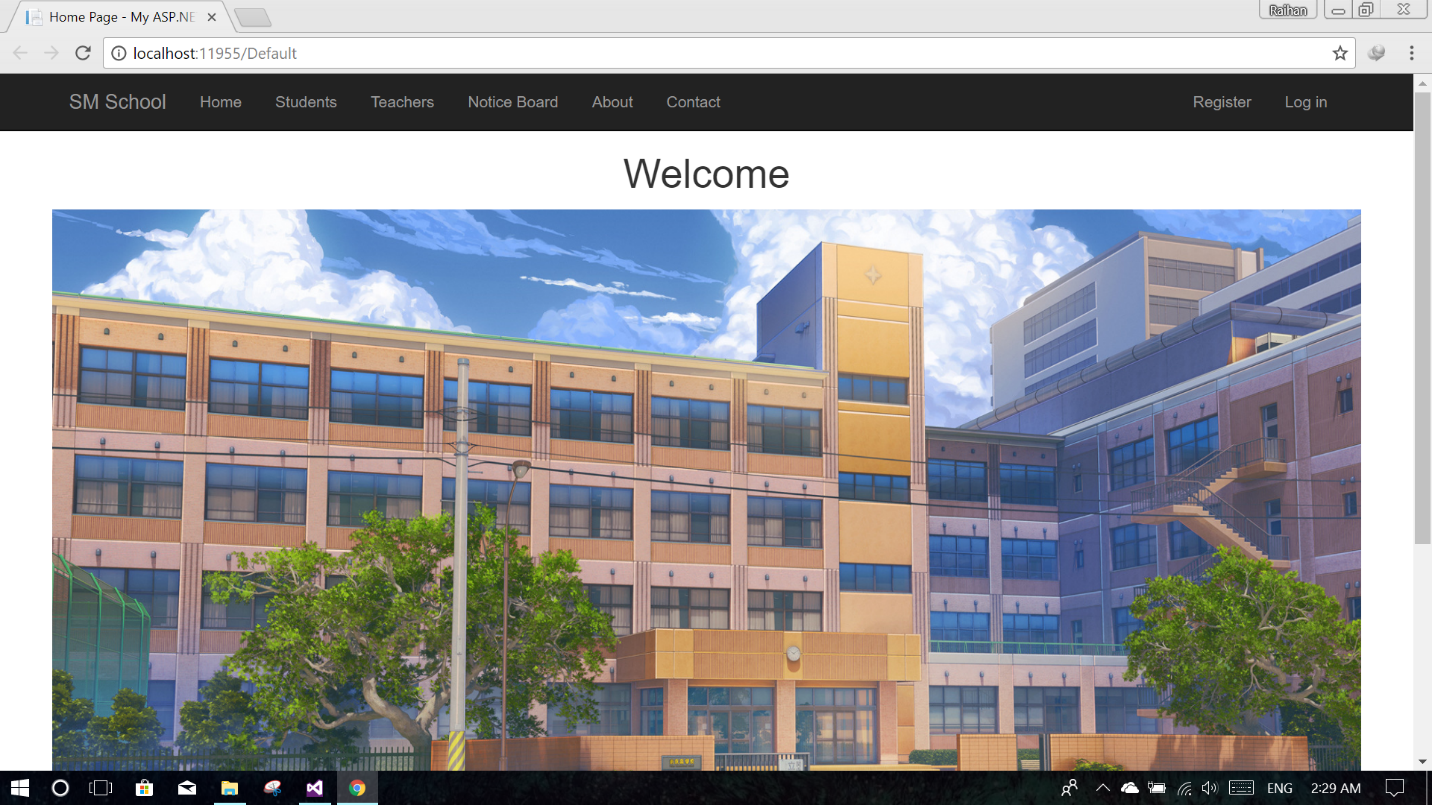 Home Page - My ASP.NE
Raihan
localhost:11955/Default
SM School Home Students Teachers Notice Board About Contact Register Log in
Welcome
ENG 2:29 AM